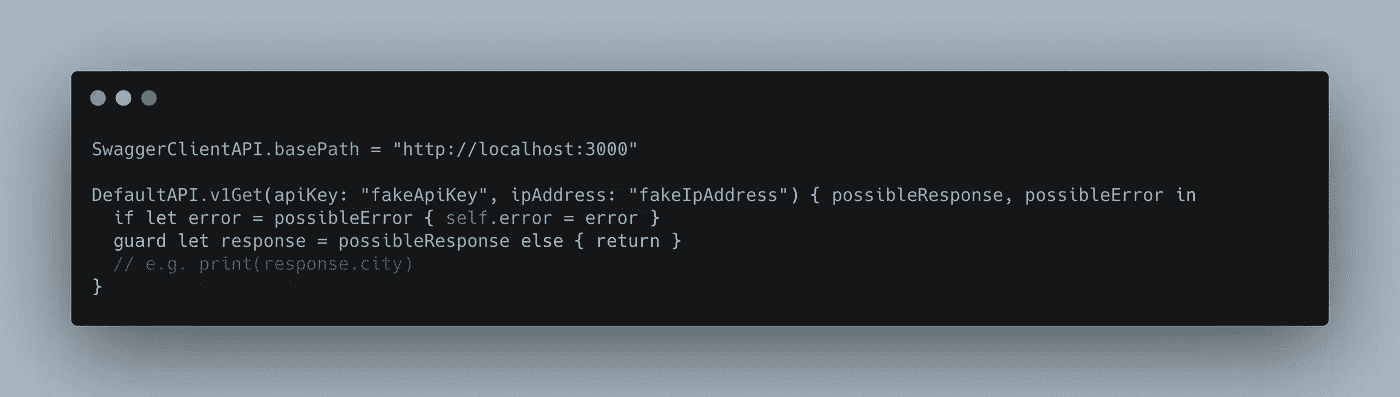 SwaggerClientAPI.basePath = "http://localhost:3000"
DefaultAPI.v1Get(apiKey: "fakeApiKey", ipAddress: "fakeIpAddress") { possibleResponse, possibleError in
  if let error = possibleError { self.error = error }
  guard let response = possibleResponse else { return }
  // e.g. print(response.city)
}